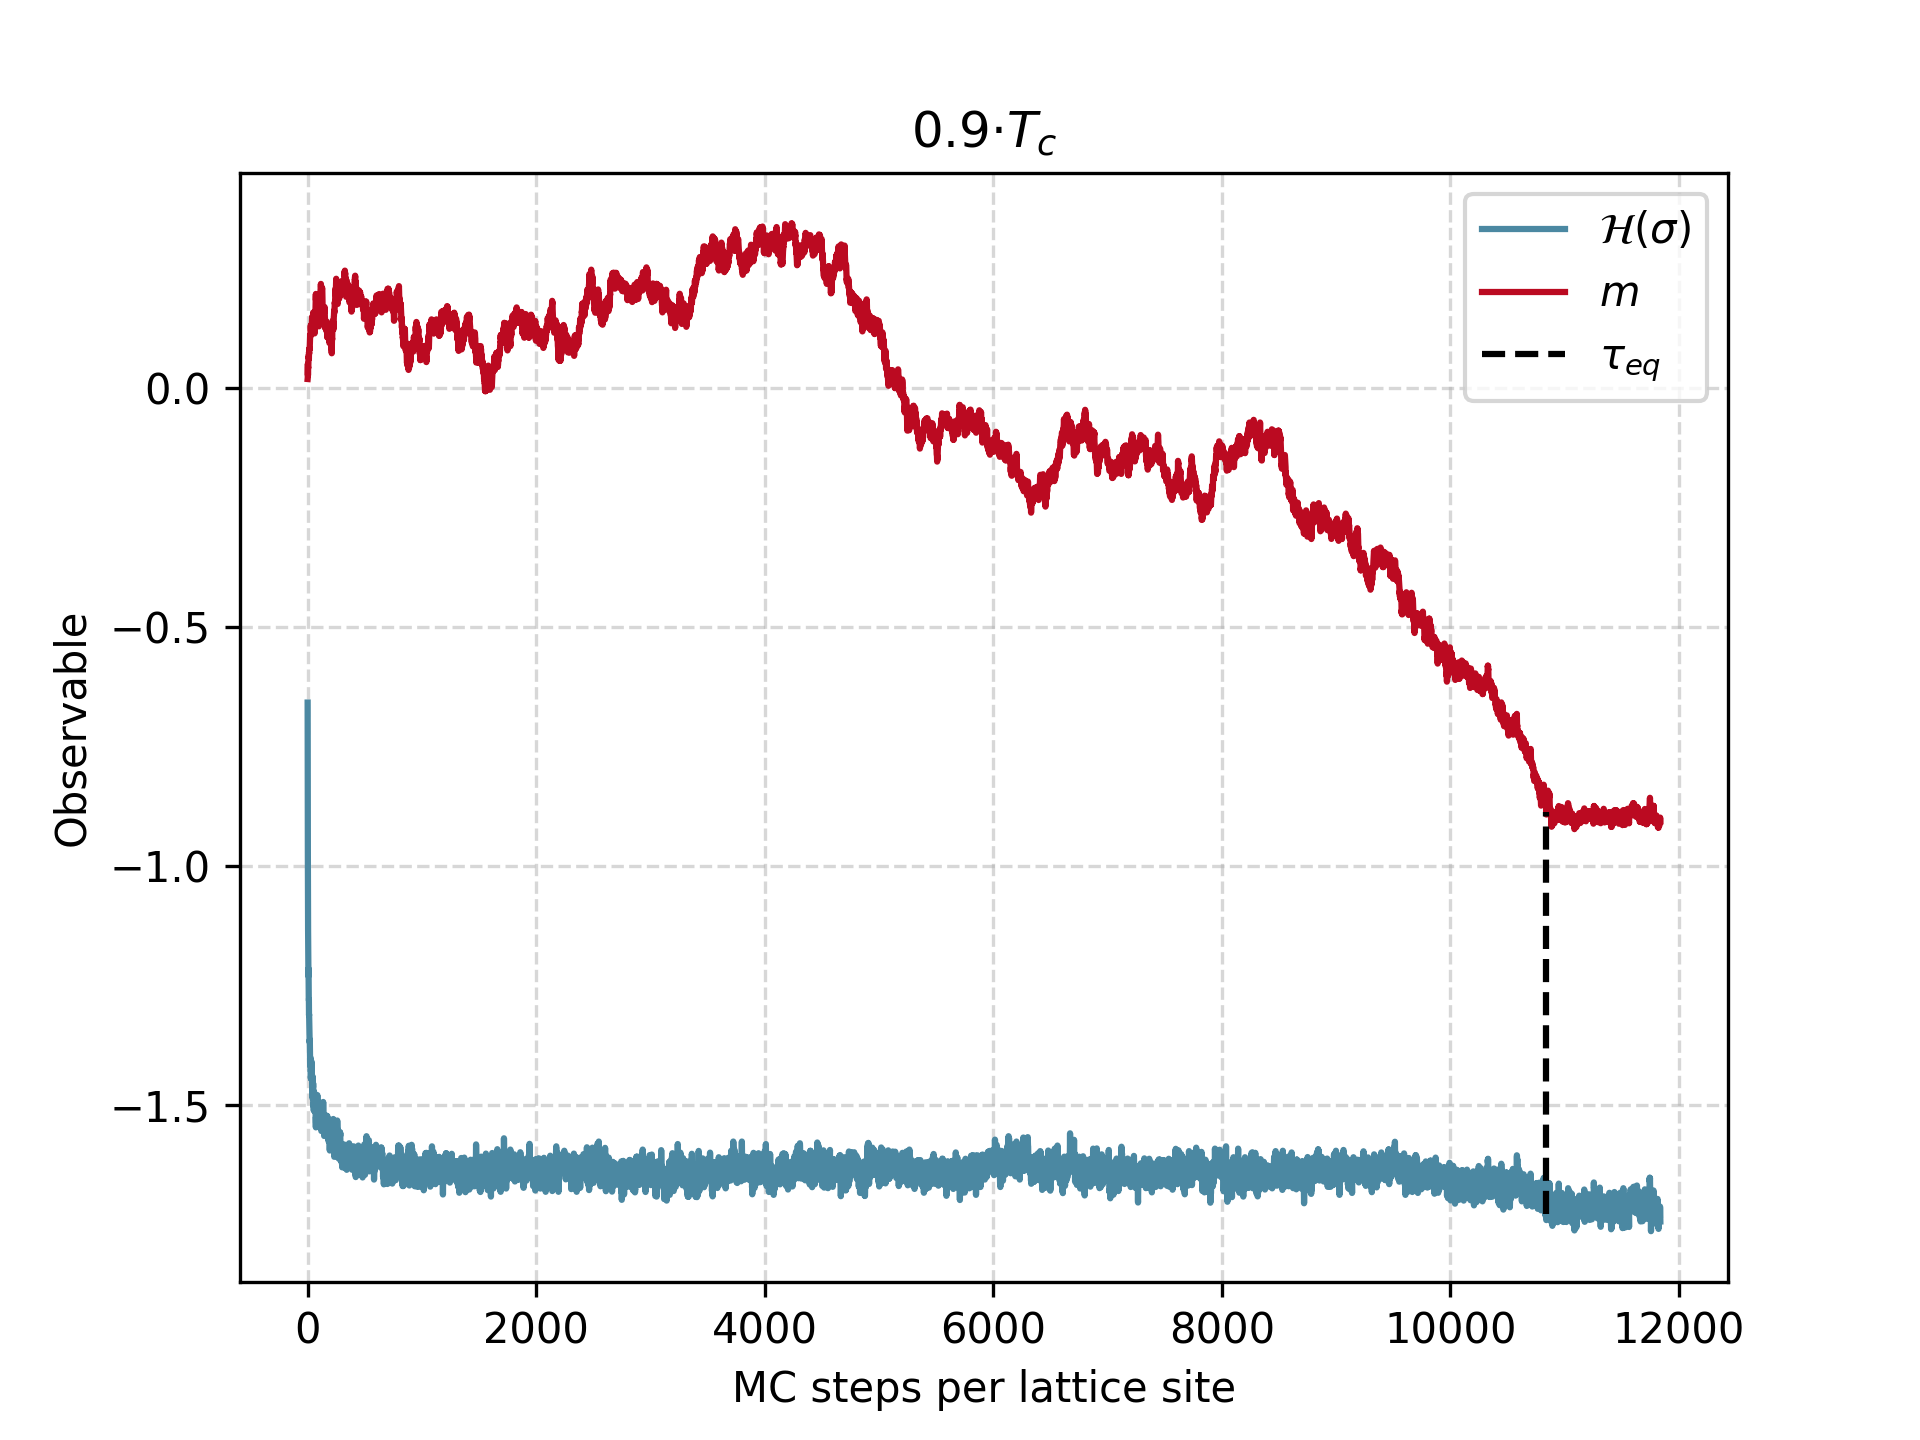 0.9·T_c
ℋ(σ)
m
τ_eq
Observable
0.0
−0.5
−1.0
−1.5
0 2000 4000 6000 8000 10000 12000
MC steps per lattice site